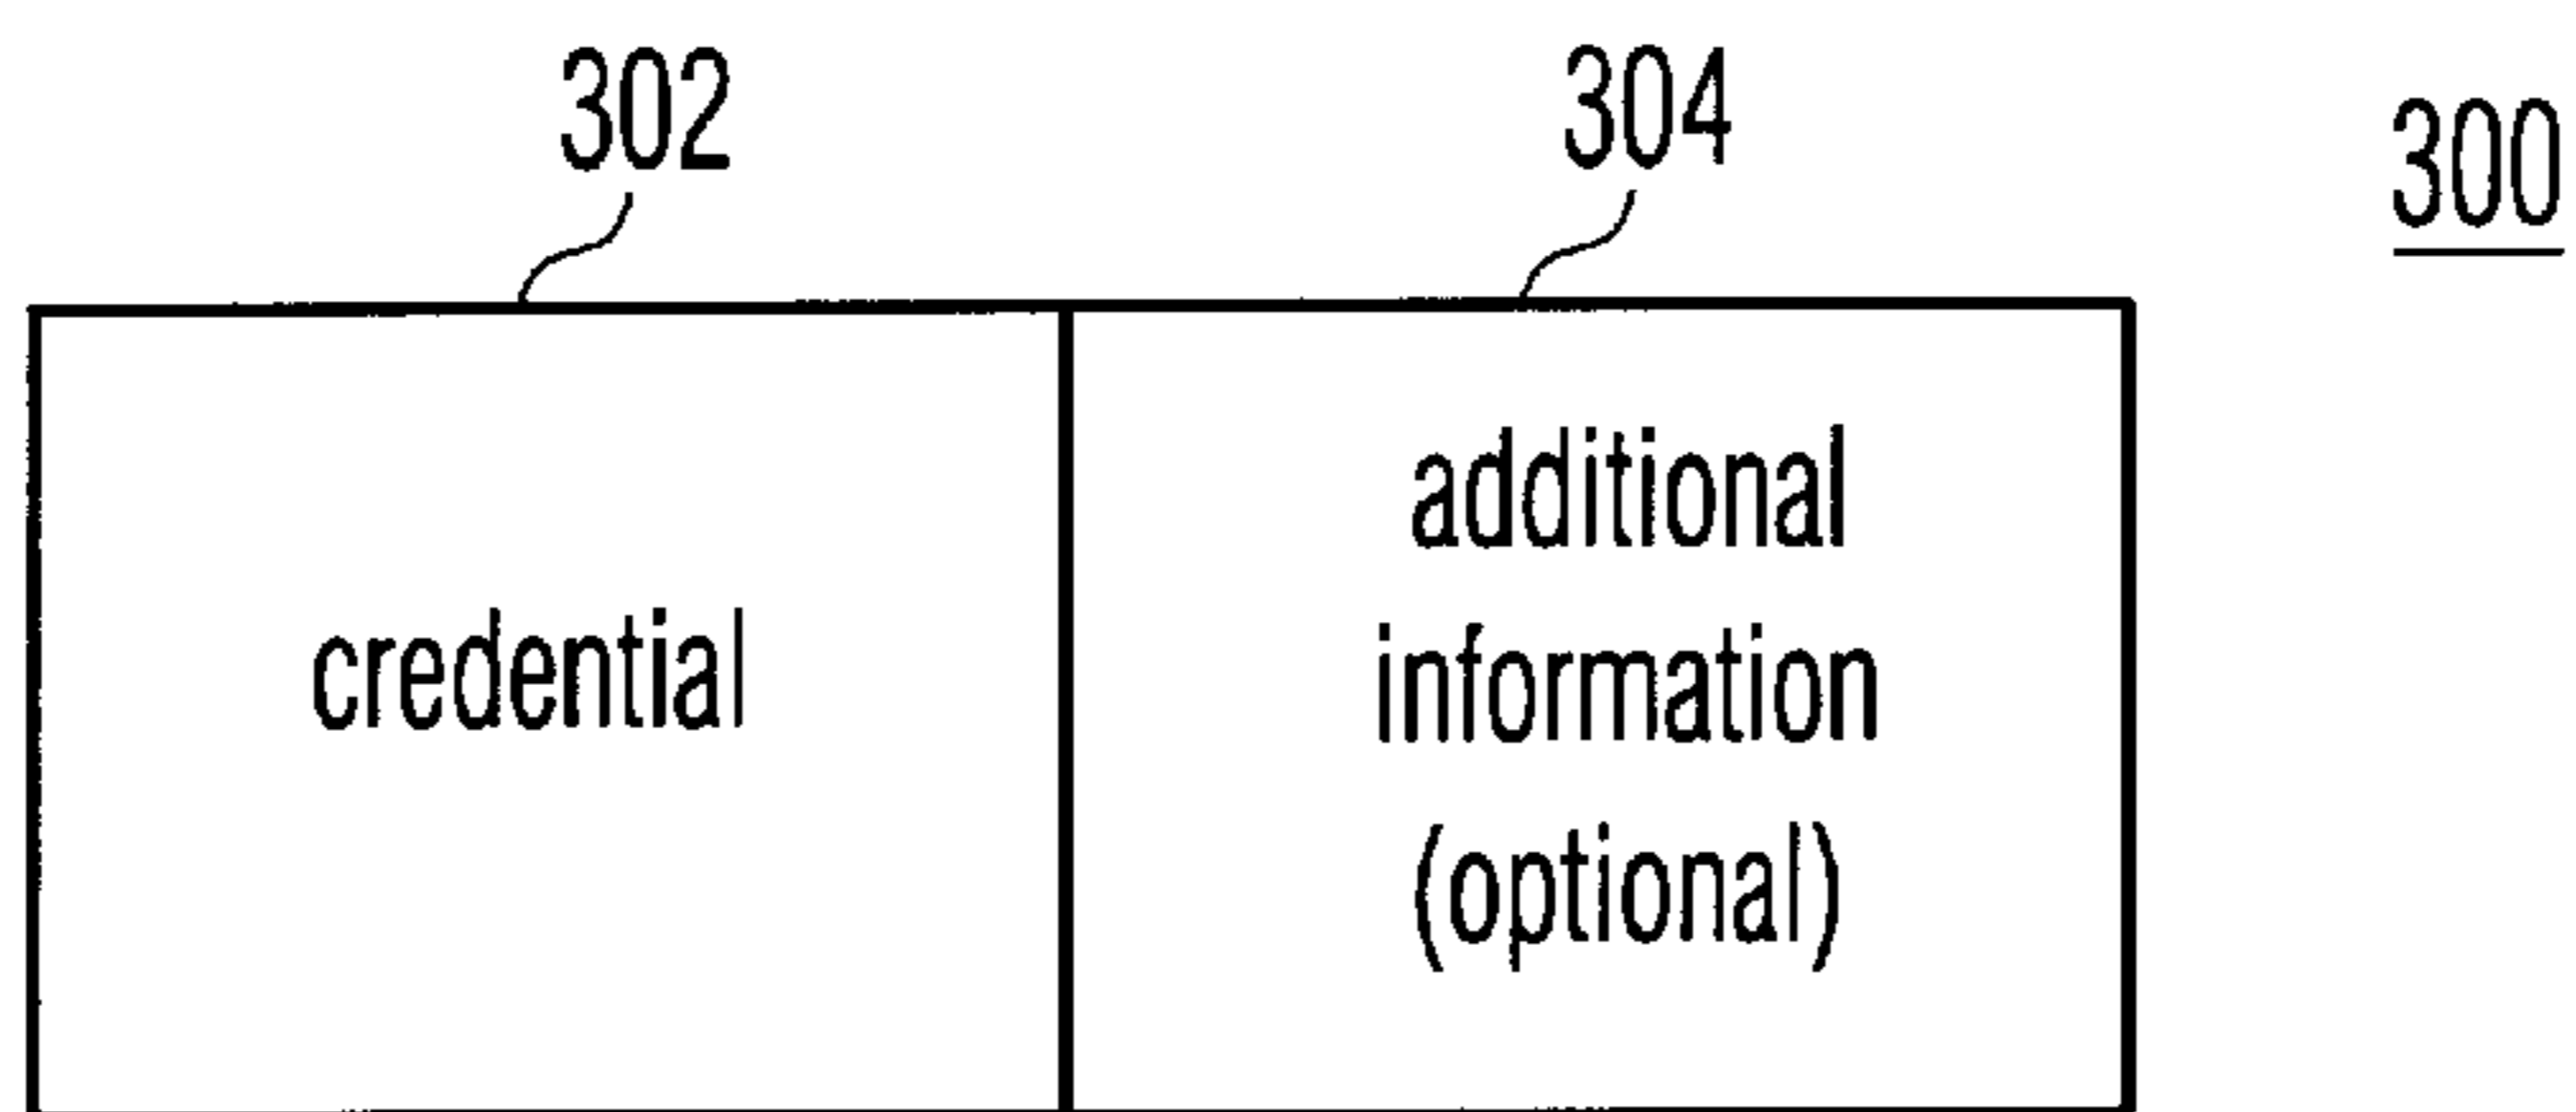 302
304
300
credential
additional
information
(optional)